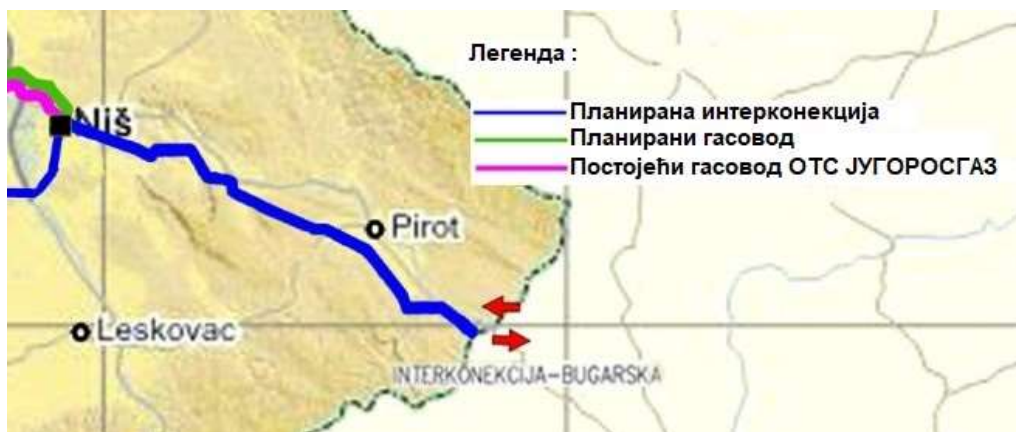 Легенда :
Планирана интерконекција
Планирани гасовод
Постојећи гасовод ОТС ЈУГОРОСГАЗ
Niš
Pirot
Leskovac
INTERKONEKCIJA-BUGARSKA